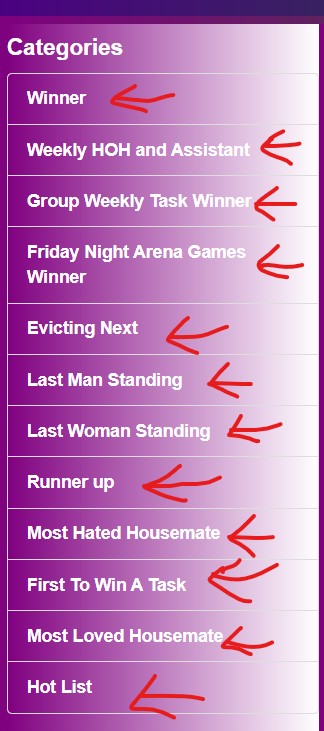 Categories
Winner
Weekly HOH and Assistant
Group Weekly Task Winner
Friday Night Arena Games
Winner
Evicting Next
Last Man Standing
Last Woman Standing
Runner up
Most Hated Housemate
First To Win A Task
Most Loved Housemate
Hot List